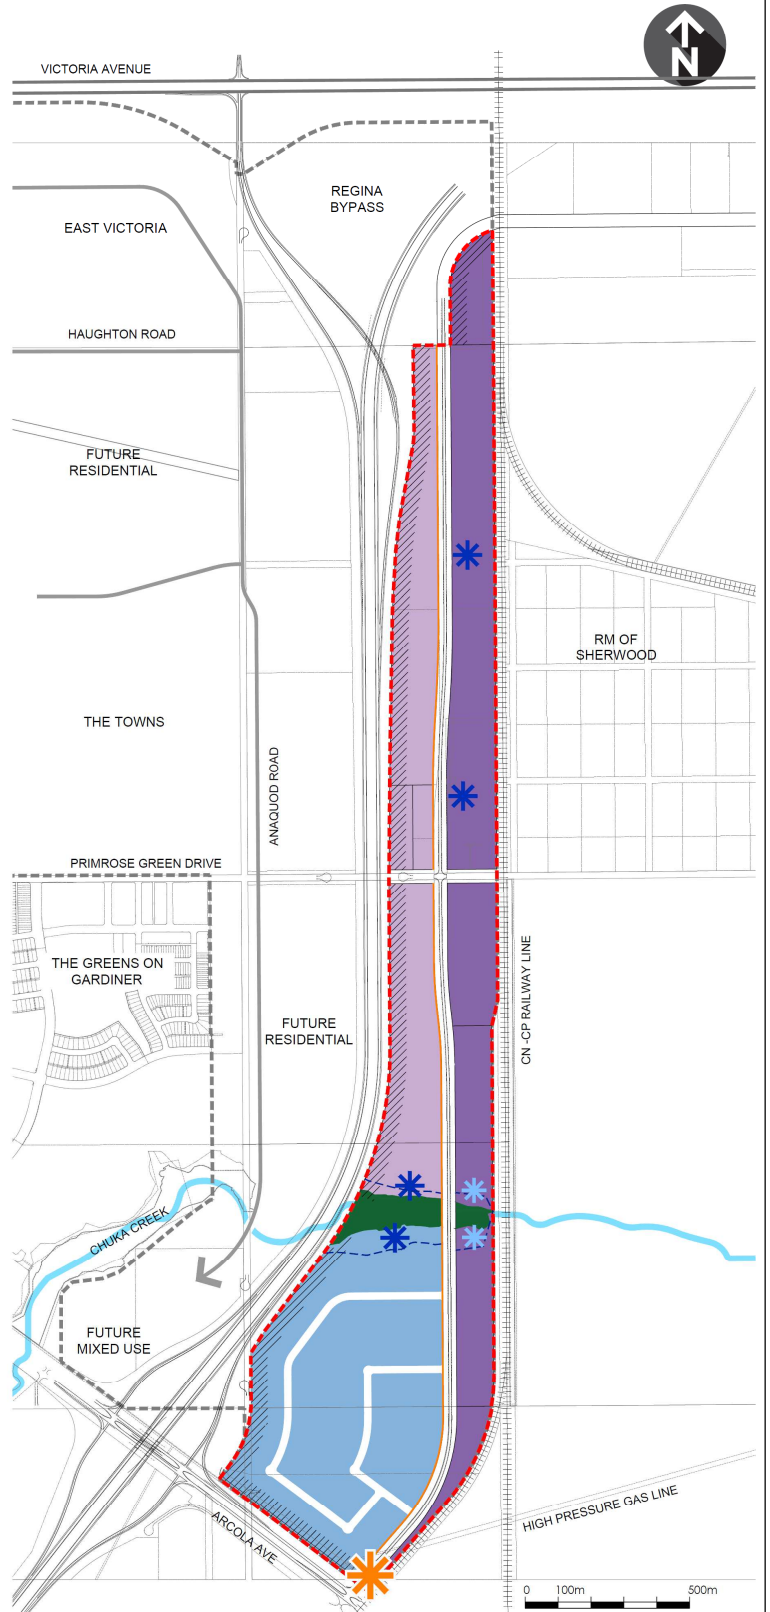 N
VICTORIA AVENUE
REGINA
BYPASS
EAST VICTORIA
HAUGHTON ROAD
FUTURE
RESIDENTIAL
RM OF
SHERWOOD
THE TOWNS
ANAQUOD ROAD
PRIMROSE GREEN DRIVE
THE GREENS ON
GARDINER
CN -CP RAILWAY LINE
FUTURE
RESIDENTIAL
CHUKA CREEK
FUTURE
MIXED USE
ARCOLA AVE
HIGH PRESSURE GAS LINE
0 100m 500m